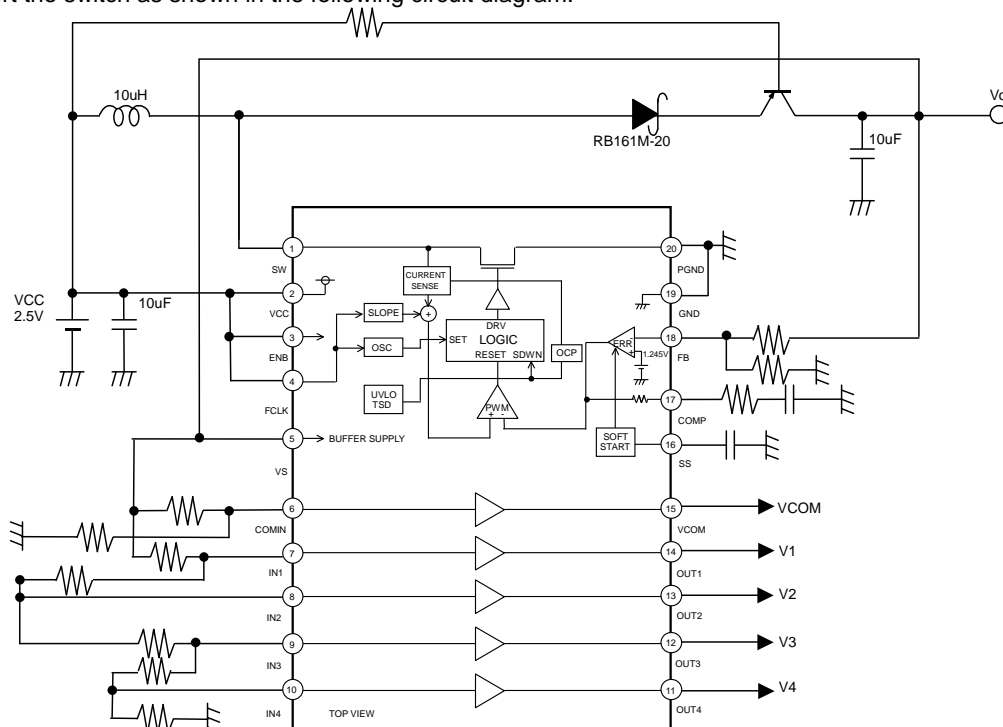 the switch as shown in the following circuit diagram.
10uH
RB161M-20
10uF
1
SW
CURRENT
SENSE
20
PGND
VCC
2.5V
10uF
2
VCC
SLOPE
+
19
GND
3
ENB
OSC
SET
DRV
LOGIC
RESET SDWN
OCP
ERR
-
+
1.245V
18
FB
4
FCLK
UVLO
TSD
PWM
+ -
17
COMP
5
BUFFER SUPPLY
VS
SOFT
START
16
SS
6
COMIN
15
VCOM
VCOM
7
IN1
14
OUT1
V1
8
IN2
13
OUT2
V2
9
IN3
12
OUT3
V3
10
IN4
TOP VIEW
11
OUT4
V4